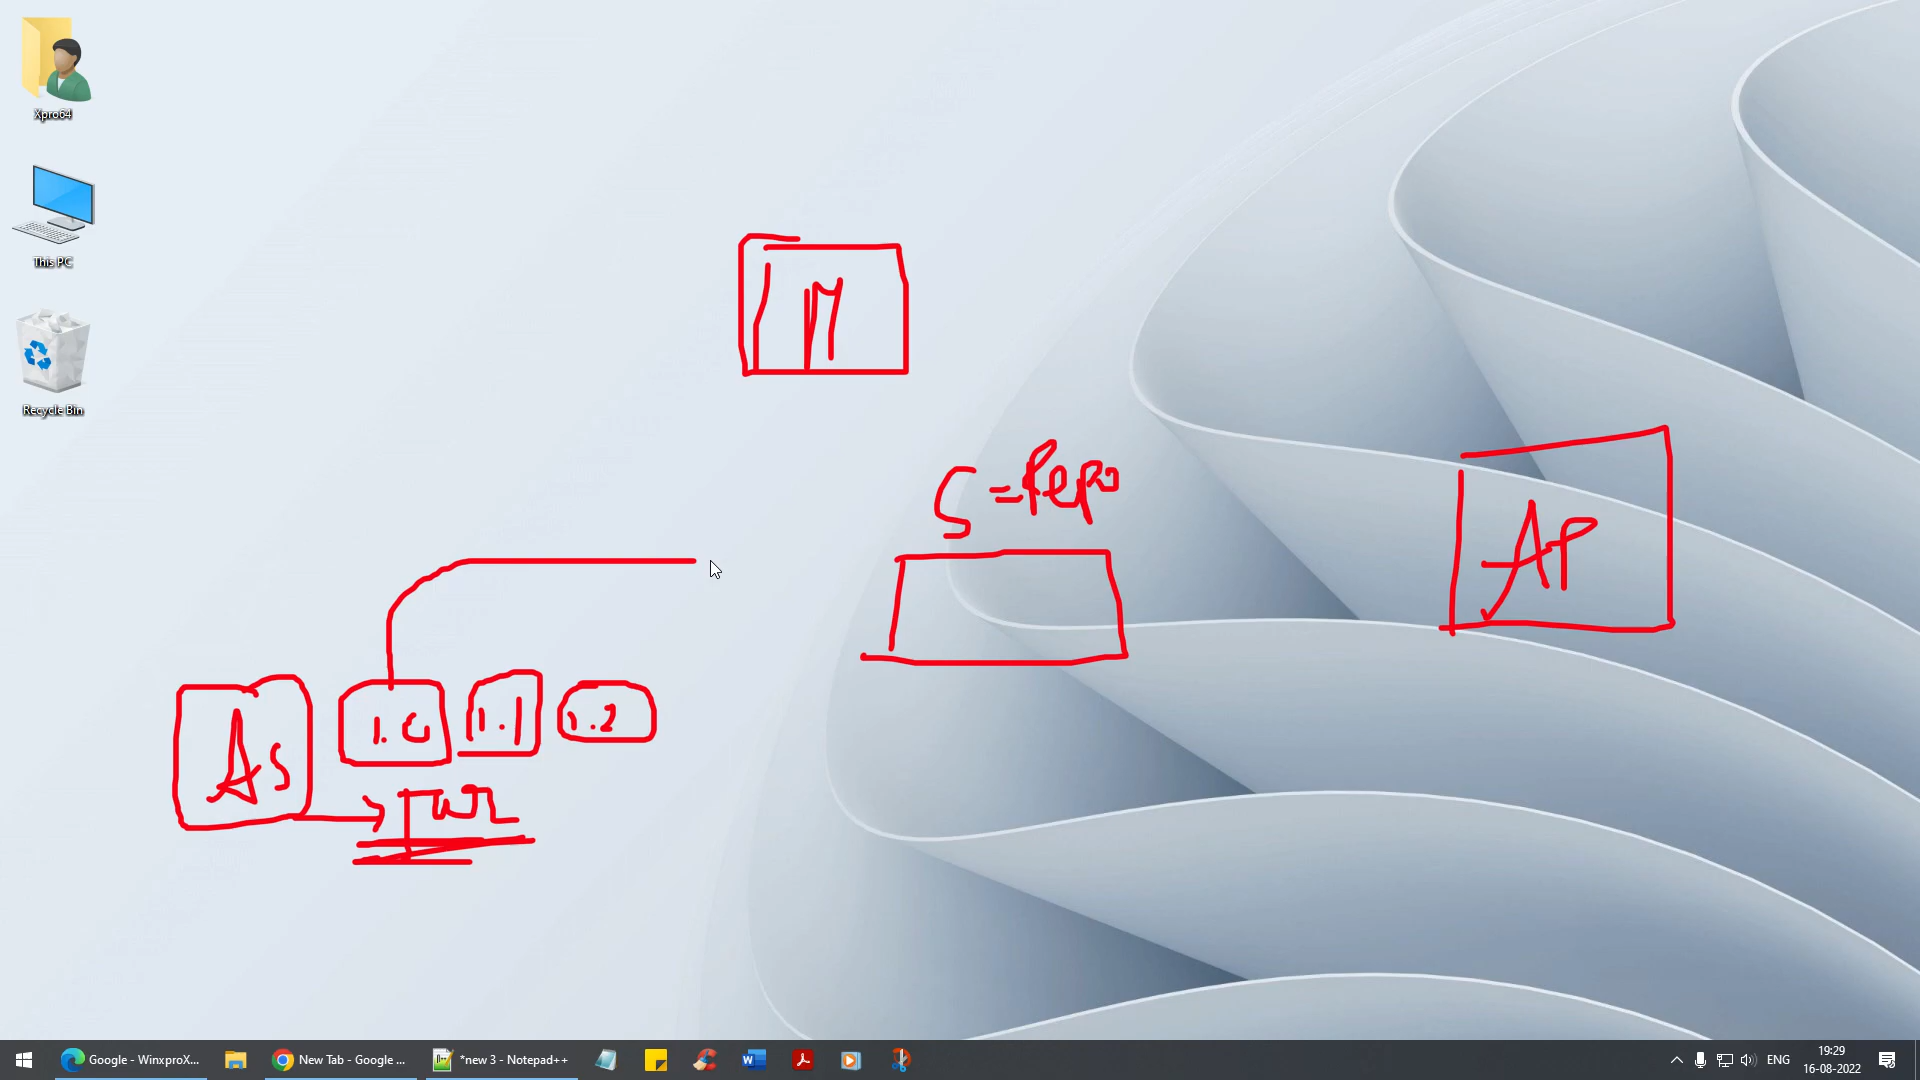 Xpro64
This PC
Recycle Bin
M
S = Repo
AP
1.0 1.1 1.2
AS
Google - WinxproX...
New Tab - Google ...
*new 3 - Notepad++
ENG
19:29
16-08-2022